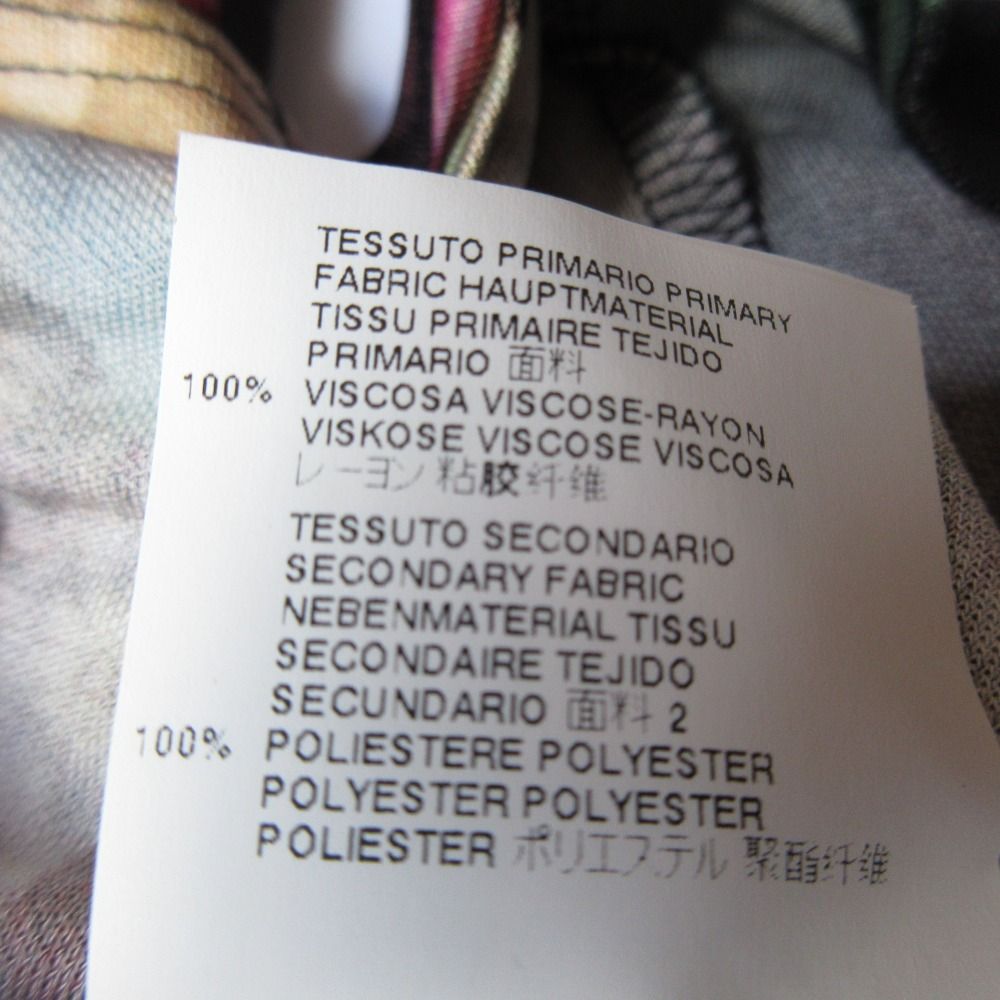 TESSUTO PRIMARIO PRIMARY
FABRIC HAUPTMATERIAL
TISSU PRIMAIRE TEJIDO
PRIMARIO 面料
100% VISCOSA VISCOSE-RAYON
VISKOSE VISCOSE VISCOSA
レーヨン 粘胶纤维
TESSUTO SECONDARIO
SECONDARY FABRIC
NEBENMATERIAL TISSU
SECONDAIRE TEJIDO
SECUNDARIO 面料 2
100% POLIESTERE POLYESTER
POLYESTER POLYESTER
POLIESTER ポリエステル 聚酯纤维